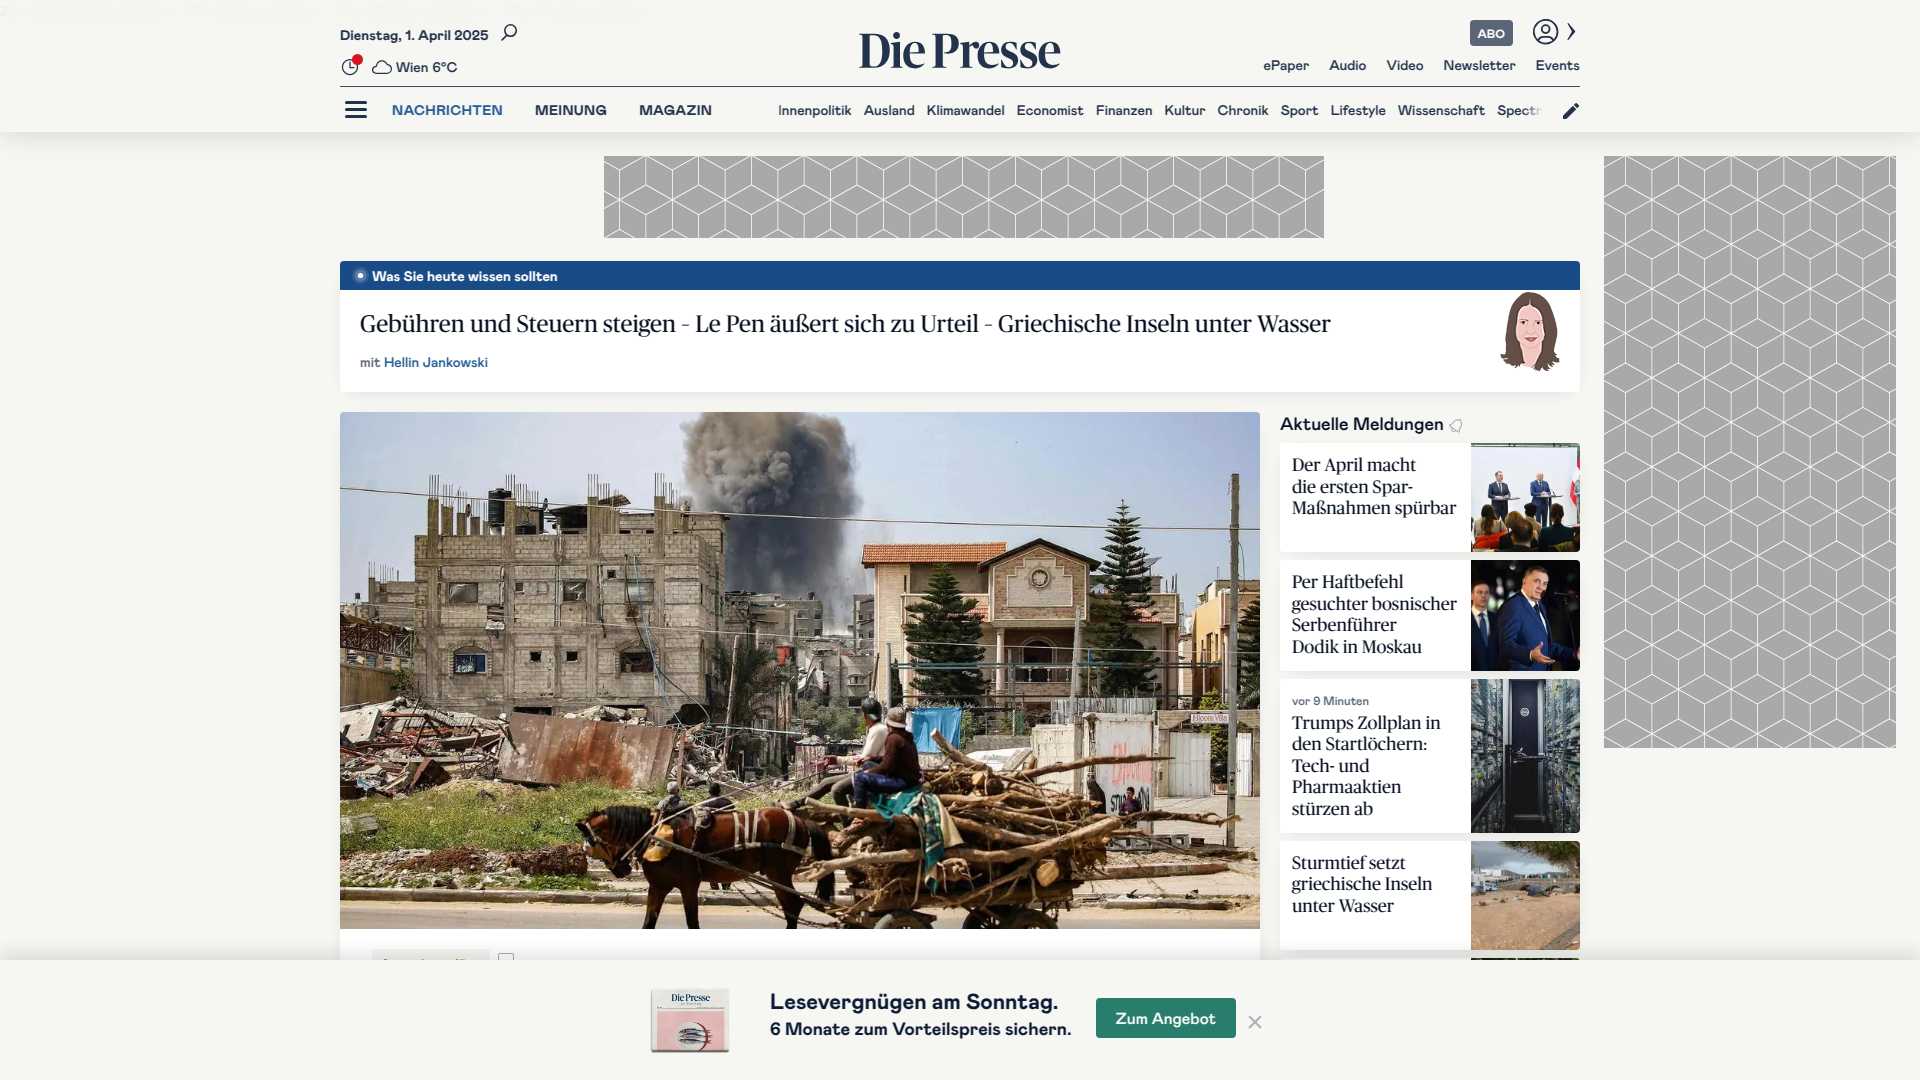 Dienstag, 1. April 2025
Die Presse
ABO
Wien 6°C
ePaper Audio Video Newsletter Events
NACHRICHTEN MEINUNG MAGAZIN
Innenpolitik Ausland Klimawandel Economist Finanzen Kultur Chronik Sport Lifestyle Wissenschaft Spectr
Was Sie heute wissen sollten
Gebühren und Steuern steigen – Le Pen äußert sich zu Urteil – Griechische Inseln unter Wasser
mit Hellin Jankowski
Aktuelle Meldungen
Der April macht
die ersten Spar-
Maßnahmen spürbar
Per Haftbefehl
gesuchter bosnischer
Serbenführer
Dodik in Moskau
vor 9 Minuten
Trumps Zollplan in
den Startlöchern:
Tech- und
Pharmaaktien
stürzen ab
Sturmtief setzt
griechische Inseln
unter Wasser
Die Presse
Lesevergnügen am Sonntag.
6 Monate zum Vorteilspreis sichern.
Zum Angebot